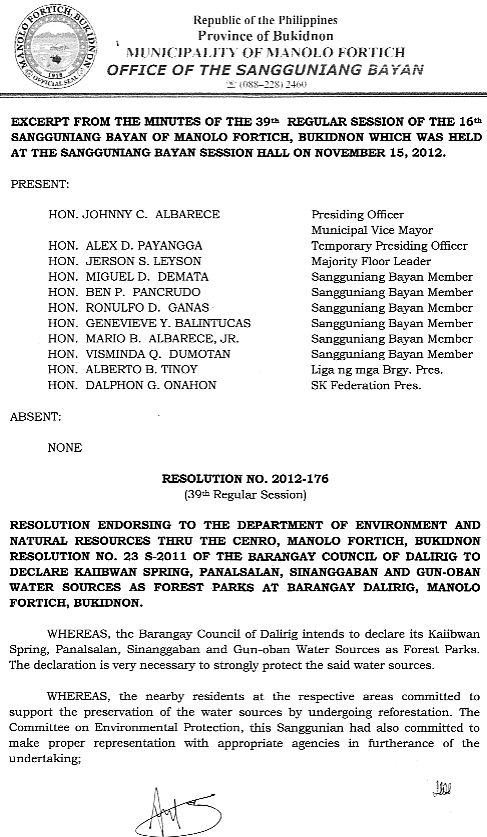 MANOLO FORTICH, BUKIDNON
1919
OFFICIAL SEAL
Republic of the Philippines
Province of Bukidnon
MUNICIPALITY OF MANOLO FORTICH
OFFICE OF THE SANGGUNIANG BAYAN
☏ (088-228) 2460
EXCERPT FROM THE MINUTES OF THE 39th REGULAR SESSION OF THE 16th
SANGGUNIANG BAYAN OF MANOLO FORTICH, BUKIDNON WHICH WAS HELD
AT THE SANGGUNIANG BAYAN SESSION HALL ON NOVEMBER 15, 2012.
PRESENT:
HON. JOHNNY C. ALBARECE Presiding Officer
Municipal Vice Mayor
HON. ALEX D. PAYANGGA Temporary Presiding Officer
HON. JERSON S. LEYSON Majority Floor Leader
HON. MIGUEL D. DEMATA Sangguniang Bayan Member
HON. BEN P. PANCRUDO Sangguniang Bayan Member
HON. RONULFO D. GANAS Sangguniang Bayan Member
HON. GENEVIEVE Y. BALINTUCAS Sangguniang Bayan Member
HON. MARIO B. ALBARECE, JR. Sangguniang Bayan Member
HON. VISMINDA Q. DUMOTAN Sangguniang Bayan Member
HON. ALBERTO B. TINOY Liga ng mga Brgy. Pres.
HON. DALPHON G. ONAHON SK Federation Pres.
ABSENT:
NONE
RESOLUTION NO. 2012-176
(39th Regular Session)
RESOLUTION ENDORSING TO THE DEPARTMENT OF ENVIRONMENT AND
NATURAL RESOURCES THRU THE CENRO, MANOLO FORTICH, BUKIDNON
RESOLUTION NO. 23 S-2011 OF THE BARANGAY COUNCIL OF DALIRIG TO
DECLARE KAIIBWAN SPRING, PANALSALAN, SINANGGABAN AND GUN-OBAN
WATER SOURCES AS FOREST PARKS AT BARANGAY DALIRIG, MANOLO
FORTICH, BUKIDNON.
WHEREAS, the Barangay Council of Dalirig intends to declare its Kaiibwan
Spring, Panalsalan, Sinanggaban and Gun-oban Water Sources as Forest Parks.
The declaration is very necessary to strongly protect the said water sources.
WHEREAS, the nearby residents at the respective areas committed to
support the preservation of the water sources by undergoing reforestation. The
Committee on Environmental Protection, this Sanggunian had also committed to
make proper representation with appropriate agencies in furtherance of the
undertaking;